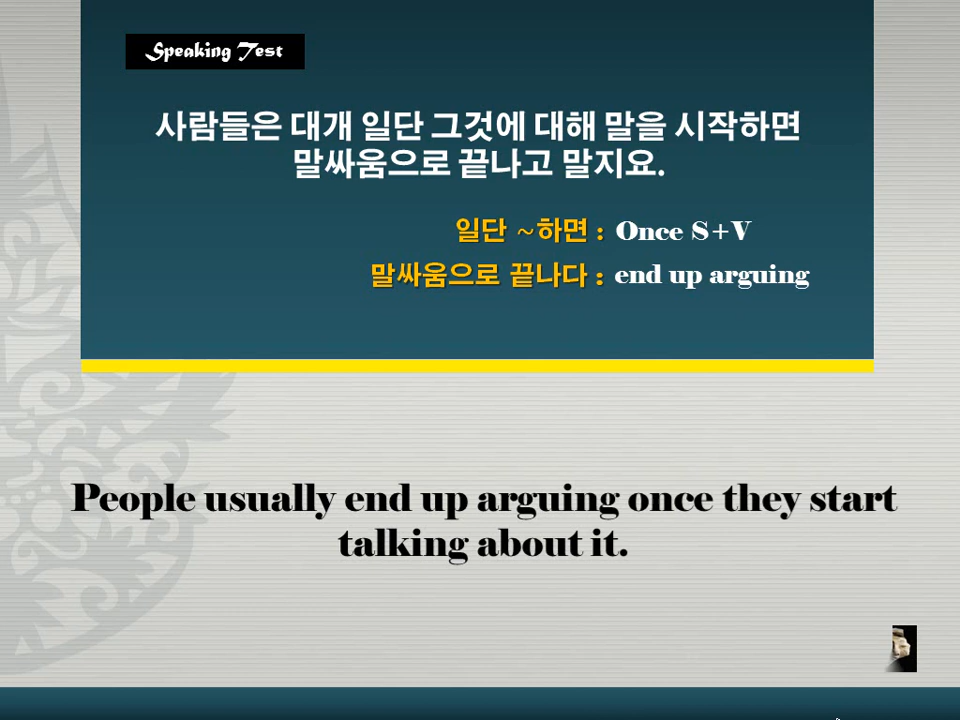 Speaking Test
사람들은 대개 일단 그것에 대해 말을 시작하면
말싸움으로 끝나고 말지요.
일단 ~하면 : Once S+V
말싸움으로 끝나다 : end up arguing
People usually end up arguing once they start
talking about it.